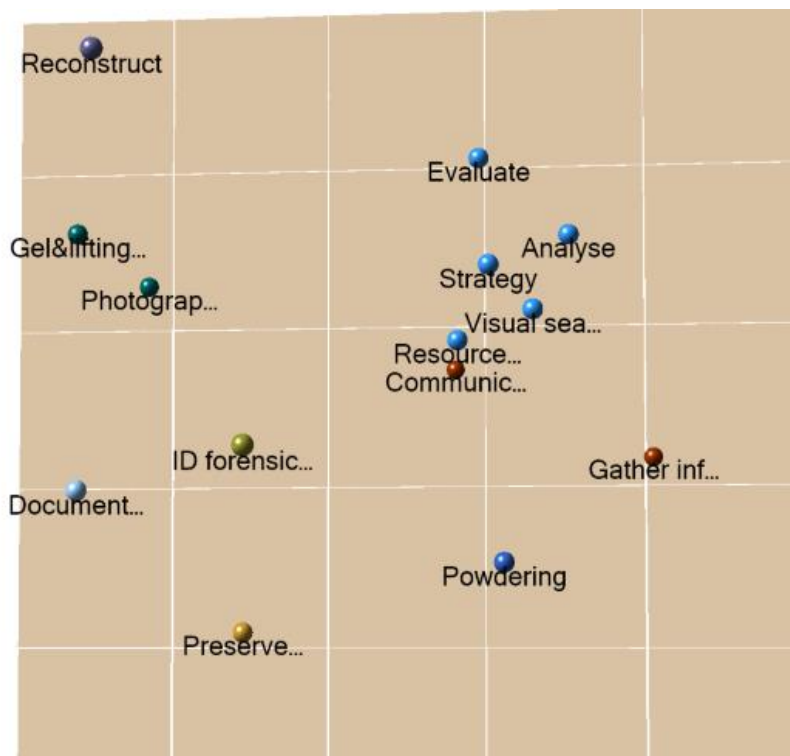 Reconstruct
Evaluate
Gel&lifting...
Analyse
Strategy
Photograp...
Visual sea...
Resource...
Communic...
ID forensic...
Gather inf...
Document...
Powdering
Preserve...